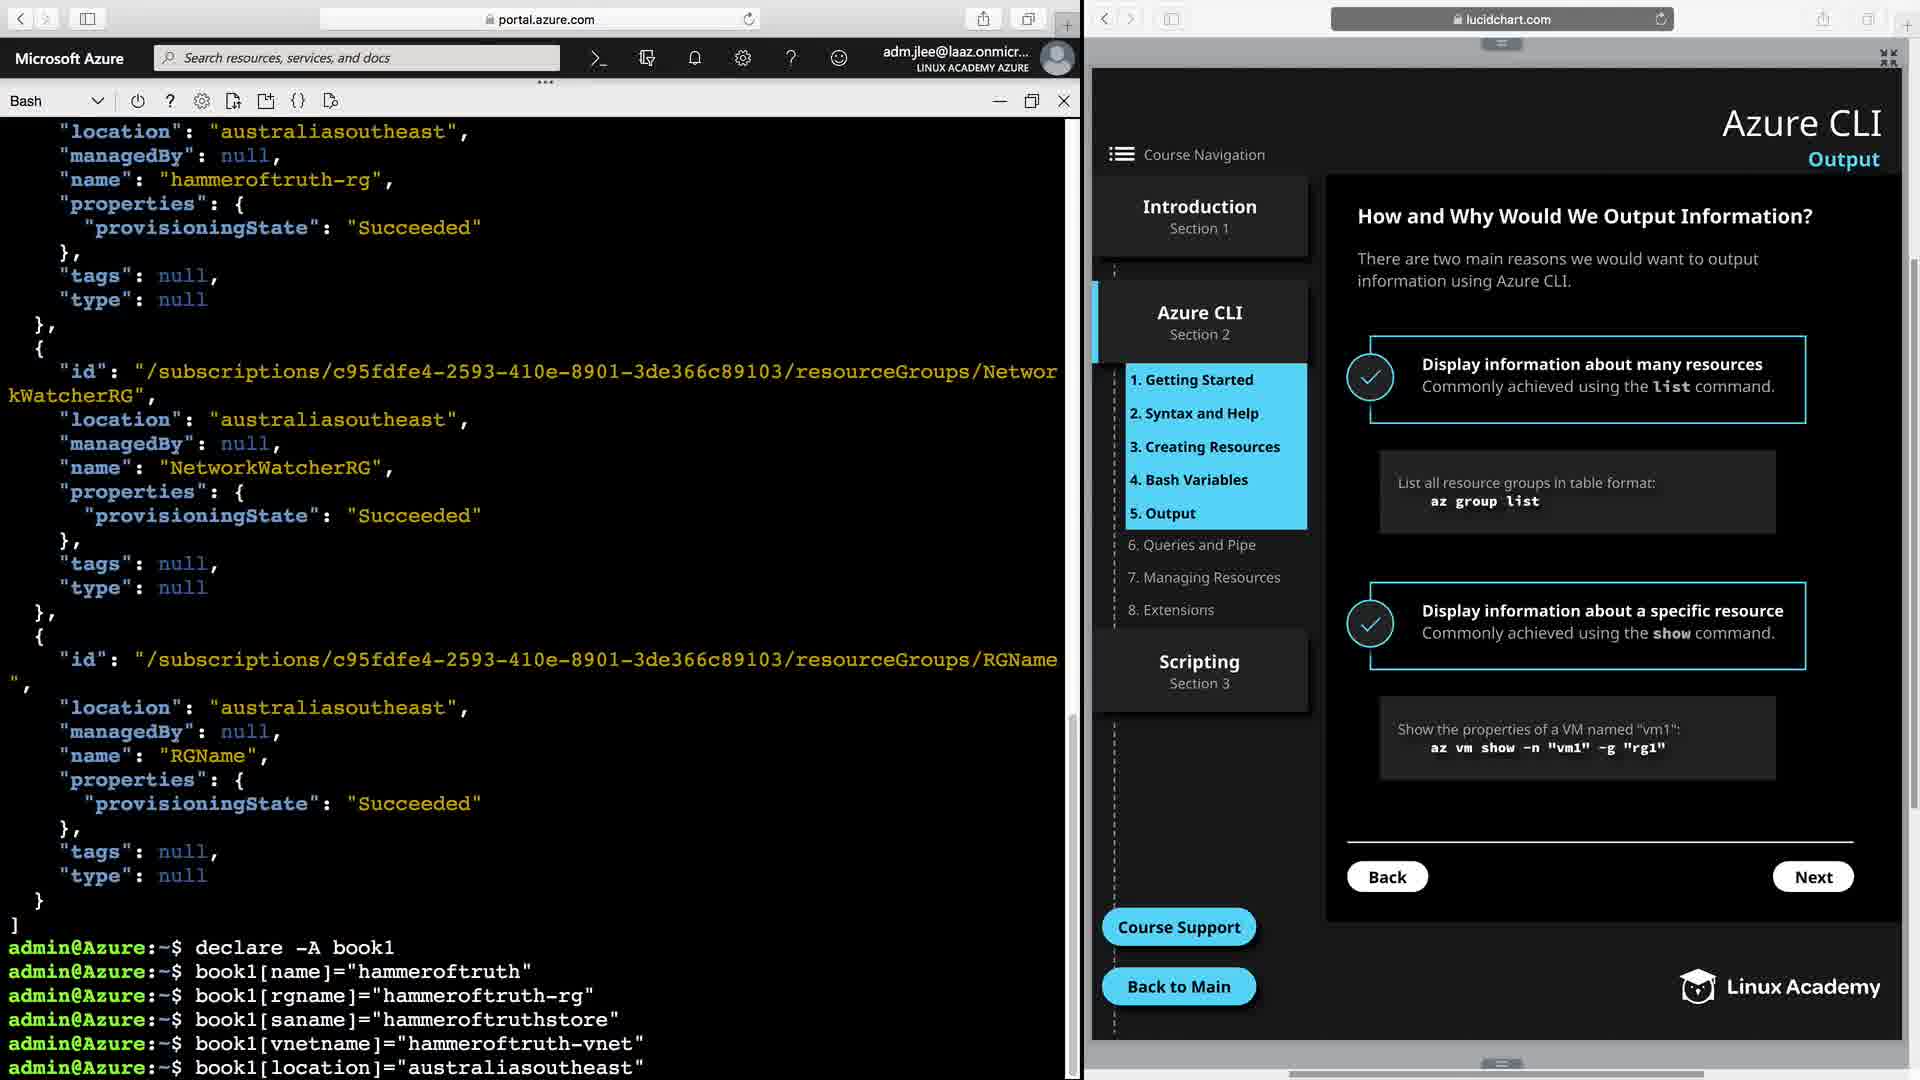 portal.azure.com
Microsoft Azure
Search resources, services, and docs
adm.jlee@laaz.onmicr...
LINUX ACADEMY AZURE
Bash
"location": "australiasoutheast",
"managedBy": null,
"name": "hammeroftruth-rg",
"properties": {
"provisioningState": "Succeeded"
},
"tags": null,
"type": null
},
{
"id": "/subscriptions/c95fdfe4-2593-410e-8901-3de366c89103/resourceGroups/Networ
kWatcherRG",
"location": "australiasoutheast",
"managedBy": null,
"name": "NetworkWatcherRG",
"properties": {
"provisioningState": "Succeeded"
},
"tags": null,
"type": null
},
{
"id": "/subscriptions/c95fdfe4-2593-410e-8901-3de366c89103/resourceGroups/RGName
",
"location": "australiasoutheast",
"managedBy": null,
"name": "RGName",
"properties": {
"provisioningState": "Succeeded"
},
"tags": null,
"type": null
}
]
admin@Azure:~$ declare -A book1
admin@Azure:~$ book1[name]="hammeroftruth"
admin@Azure:~$ book1[rgname]="hammeroftruth-rg"
admin@Azure:~$ book1[saname]="hammeroftruthstore"
admin@Azure:~$ book1[vnetname]="hammeroftruth-vnet"
admin@Azure:~$ book1[location]="australiasoutheast"
lucidchart.com
Azure CLI
Output
Course Navigation
Introduction
Section 1
Azure CLI
Section 2
1. Getting Started
2. Syntax and Help
3. Creating Resources
4. Bash Variables
5. Output
6. Queries and Pipe
7. Managing Resources
8. Extensions
Scripting
Section 3
Course Support
Back to Main
How and Why Would We Output Information?
There are two main reasons we would want to output
information using Azure CLI.
Display information about many resources
Commonly achieved using the list command.
List all resource groups in table format:
az group list
Display information about a specific resource
Commonly achieved using the show command.
Show the properties of a VM named "vm1":
az vm show -n "vm1" -g "rg1"
Back
Next
Linux Academy